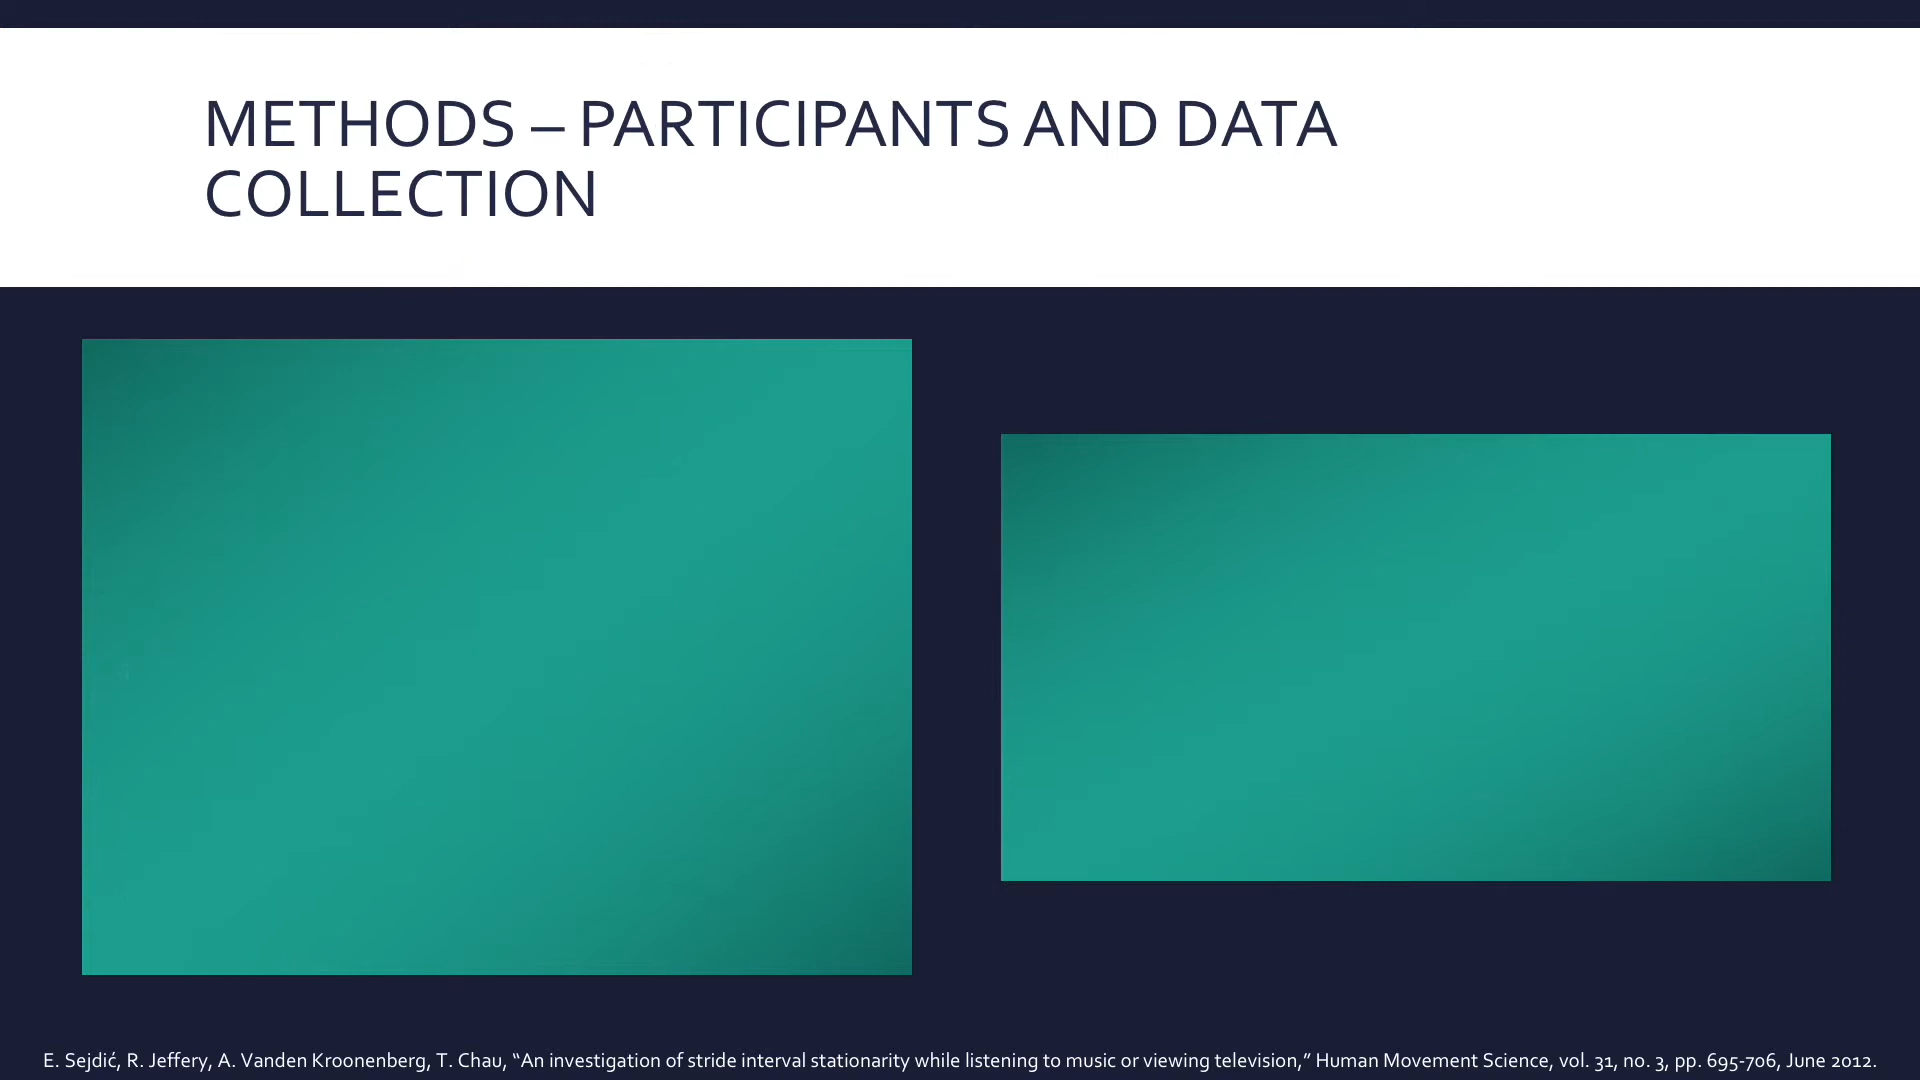 METHODS – PARTICIPANTS AND DATA
COLLECTION
E. Sejdić, R. Jeffery, A. Vanden Kroonenberg, T. Chau, “An investigation of stride interval stationarity while listening to music or viewing television,” Human Movement Science, vol. 31, no. 3, pp. 695-706, June 2012.